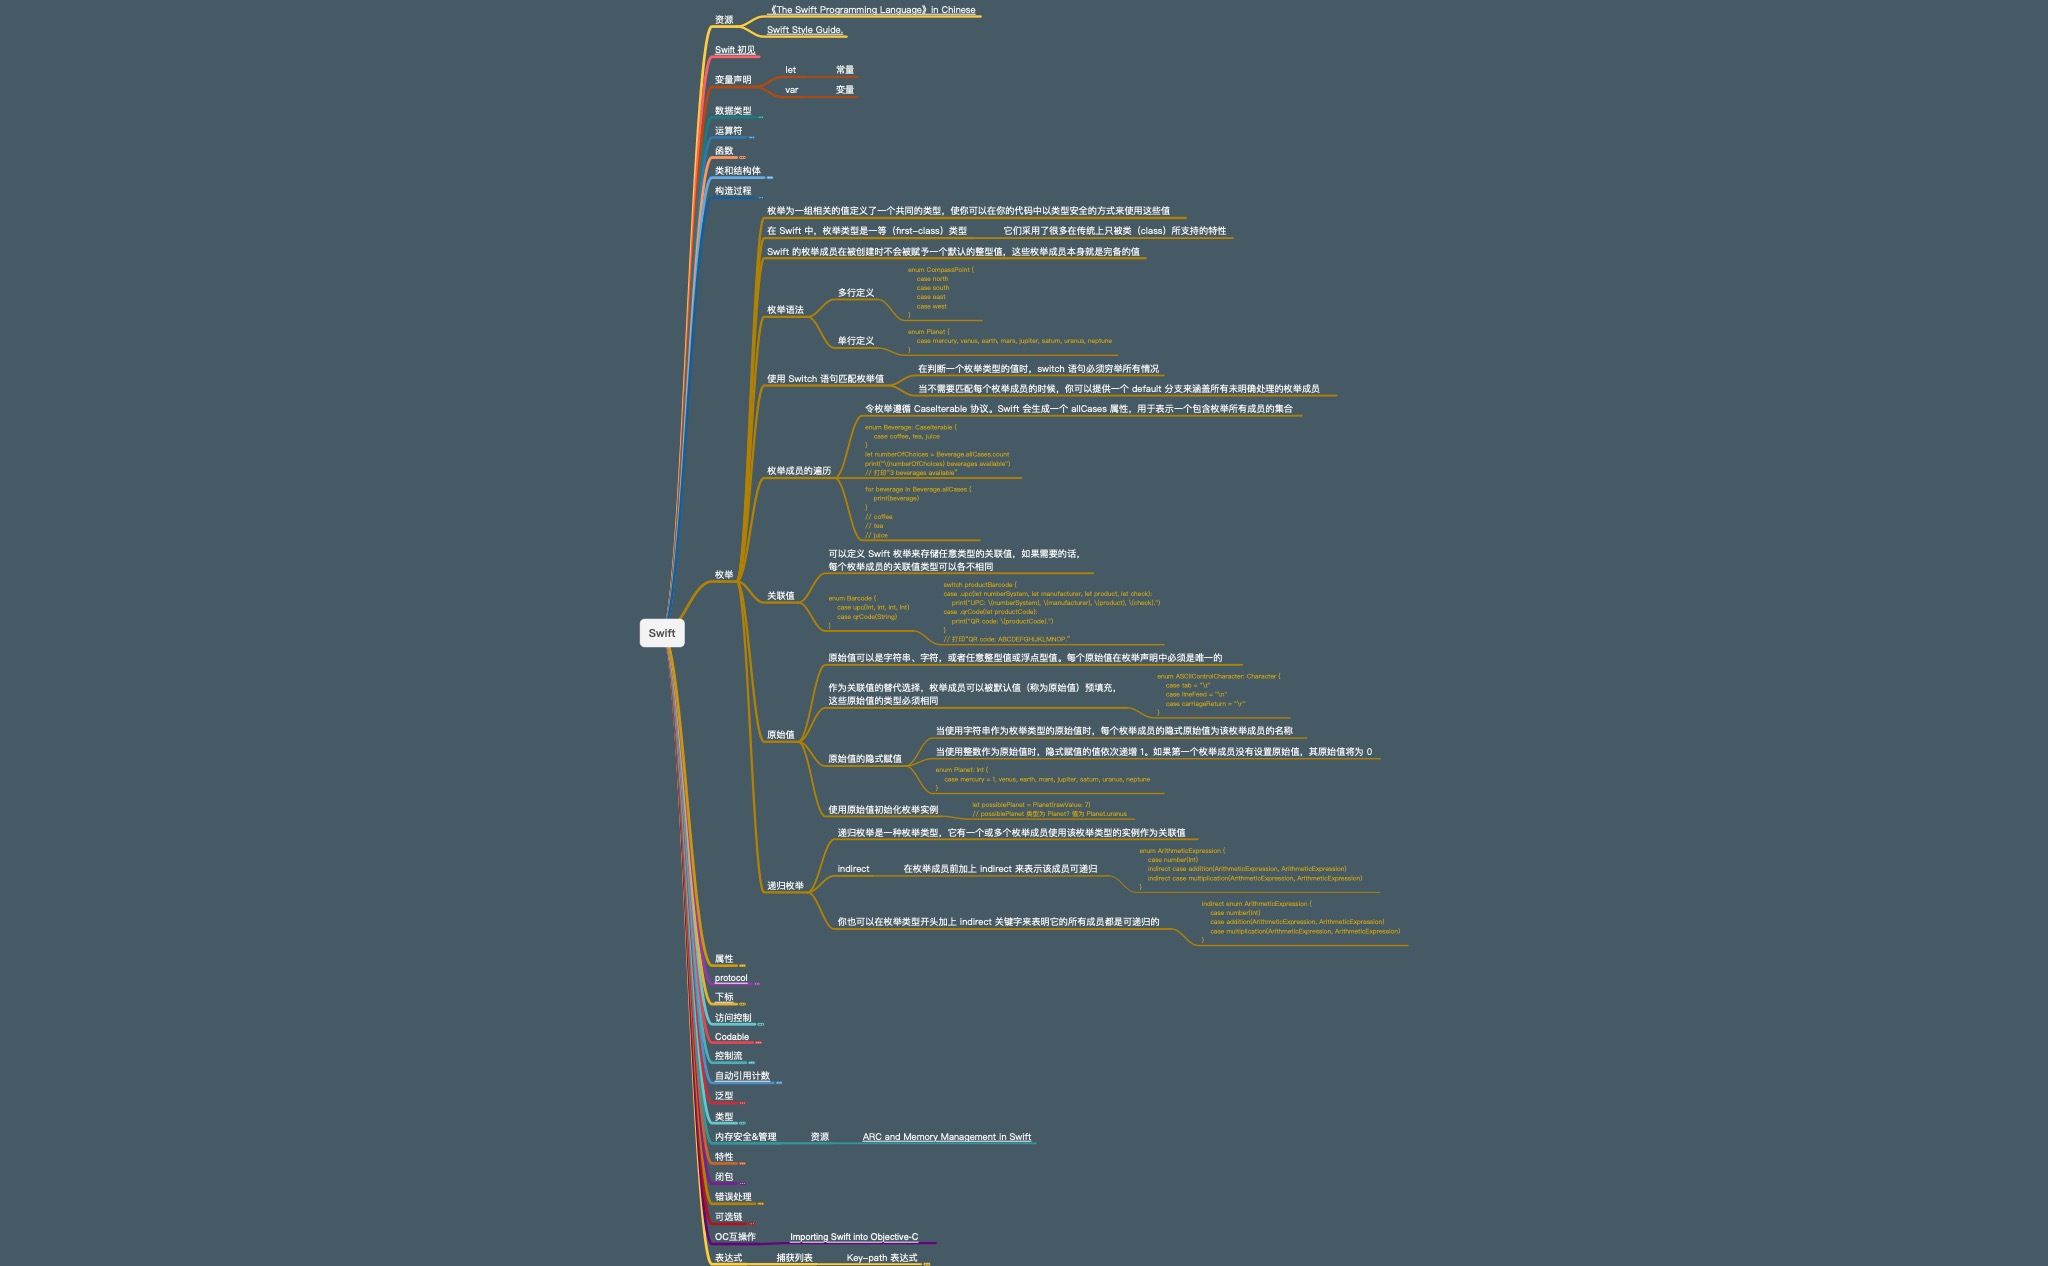 资源
《The Swift Programming Language》in Chinese
Swift Style Guide.
Swift 初见
变量声明
let 常量
var 变量
数据类型
运算符
函数
类和结构体
构造过程
枚举
枚举为一组相关的值定义了一个共同的类型，使你可以在你的代码中以类型安全的方式来使用这些值
在 Swift 中，枚举类型是一等（first-class）类型 它们采用了很多在传统上只被类（class）所支持的特性
Swift 的枚举成员在被创建时不会被赋予一个默认的整型值，这些枚举成员本身就是完备的值
枚举语法
多行定义
enum CompassPoint {
case north
case south
case east
case west
}
单行定义
enum Planet {
case mercury, venus, earth, mars, jupiter, saturn, uranus, neptune
}
使用 Switch 语句匹配枚举值
在判断一个枚举类型的值时，switch 语句必须穷举所有情况
当不需要匹配每个枚举成员的时候，你可以提供一个 default 分支来涵盖所有未明确处理的枚举成员
枚举成员的遍历
令枚举遵循 CaseIterable 协议。Swift 会生成一个 allCases 属性，用于表示一个包含枚举所有成员的集合
enum Beverage: CaseIterable {
case coffee, tea, juice
}
let numberOfChoices = Beverage.allCases.count
print("\(numberOfChoices) beverages available")
// 打印“3 beverages available”
for beverage in Beverage.allCases {
print(beverage)
}
// coffee
// tea
// juice
关联值
可以定义 Swift 枚举来存储任意类型的关联值，如果需要的话，
每个枚举成员的关联值类型可以各不相同
enum Barcode {
case upc(Int, Int, Int, Int)
case qrCode(String)
}
switch productBarcode {
case .upc(let numberSystem, let manufacturer, let product, let check):
print("UPC: \(numberSystem), \(manufacturer), \(product), \(check).")
case .qrCode(let productCode):
print("QR code: \(productCode).")
}
// 打印“QR code: ABCDEFGHIJKLMNOP.”
原始值
原始值可以是字符串、字符，或者任意整型值或浮点型值。每个原始值在枚举声明中必须是唯一的
作为关联值的替代选择，枚举成员可以被默认值（称为原始值）预填充，
这些原始值的类型必须相同
enum ASCIIControlCharacter: Character {
case tab = "\t"
case lineFeed = "\n"
case carriageReturn = "\r"
}
原始值的隐式赋值
当使用字符串作为枚举类型的原始值时，每个枚举成员的隐式原始值为该枚举成员的名称
当使用整数作为原始值时，隐式赋值的值依次递增 1。如果第一个枚举成员没有设置原始值，其原始值将为 0
enum Planet: Int {
case mercury = 1, venus, earth, mars, jupiter, saturn, uranus, neptune
}
使用原始值初始化枚举实例
let possiblePlanet = Planet(rawValue: 7)
// possiblePlanet 类型为 Planet? 值为 Planet.uranus
递归枚举
递归枚举是一种枚举类型，它有一个或多个枚举成员使用该枚举类型的实例作为关联值
indirect 在枚举成员前加上 indirect 来表示该成员可递归
enum ArithmeticExpression {
case number(Int)
indirect case addition(ArithmeticExpression, ArithmeticExpression)
indirect case multiplication(ArithmeticExpression, ArithmeticExpression)
}
你也可以在枚举类型开头加上 indirect 关键字来表明它的所有成员都是可递归的
indirect enum ArithmeticExpression {
case number(Int)
case addition(ArithmeticExpression, ArithmeticExpression)
case multiplication(ArithmeticExpression, ArithmeticExpression)
}
Swift
属性
protocol
下标
访问控制
Codable
控制流
自动引用计数
泛型
类型
内存安全&管理 资源 ARC and Memory Management in Swift
特性
闭包
错误处理
可选链
OC互操作 Importing Swift into Objective-C
表达式 捕获列表 Key-path 表达式